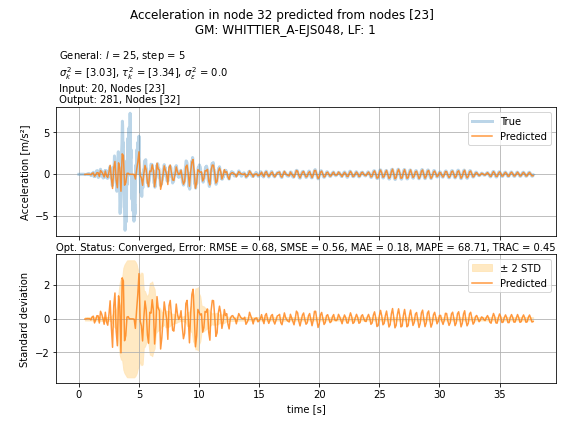 Acceleration in node 32 predicted from nodes [23]
GM: WHITTIER_A-EJS048, LF: 1
General: l = 25, step = 5
σ²ₖ = [3.03], τ²ₖ = [3.34], σ²ε = 0.0
Input: 20, Nodes [23]
Output: 281, Nodes [32]
Acceleration [m/s²]
5
0
−5
True
Predicted
Opt. Status: Converged, Error: RMSE = 0.68, SMSE = 0.56, MAE = 0.18, MAPE = 68.71, TRAC = 0.45
Standard deviation
2
0
−2
± 2 STD
Predicted
0 5 10 15 20 25 30 35
time [s]